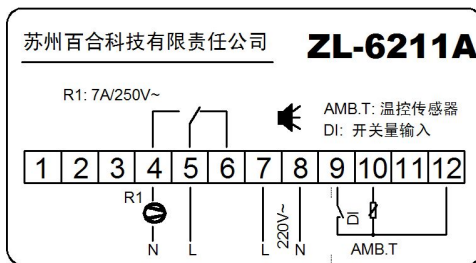 苏州百合科技有限责任公司 ZL-6211A
R1: 7A/250V~
AMB.T: 温控传感器
DI: 开关量输入
1 2 3 4 5 6 7 8 9 10 11 12
R1 220V~ DI
N L L N AMB.T